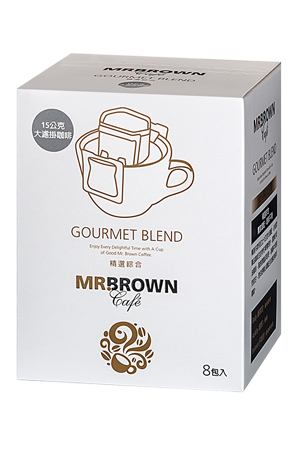 15公克
大濾掛咖啡
GOURMET BLEND
Enjoy Every Delightful Time with A Cup
of Good Mr. Brown Coffee.
精選綜合
MRBROWN
Café
8包入
MRBROWN
GOURMET BLEND